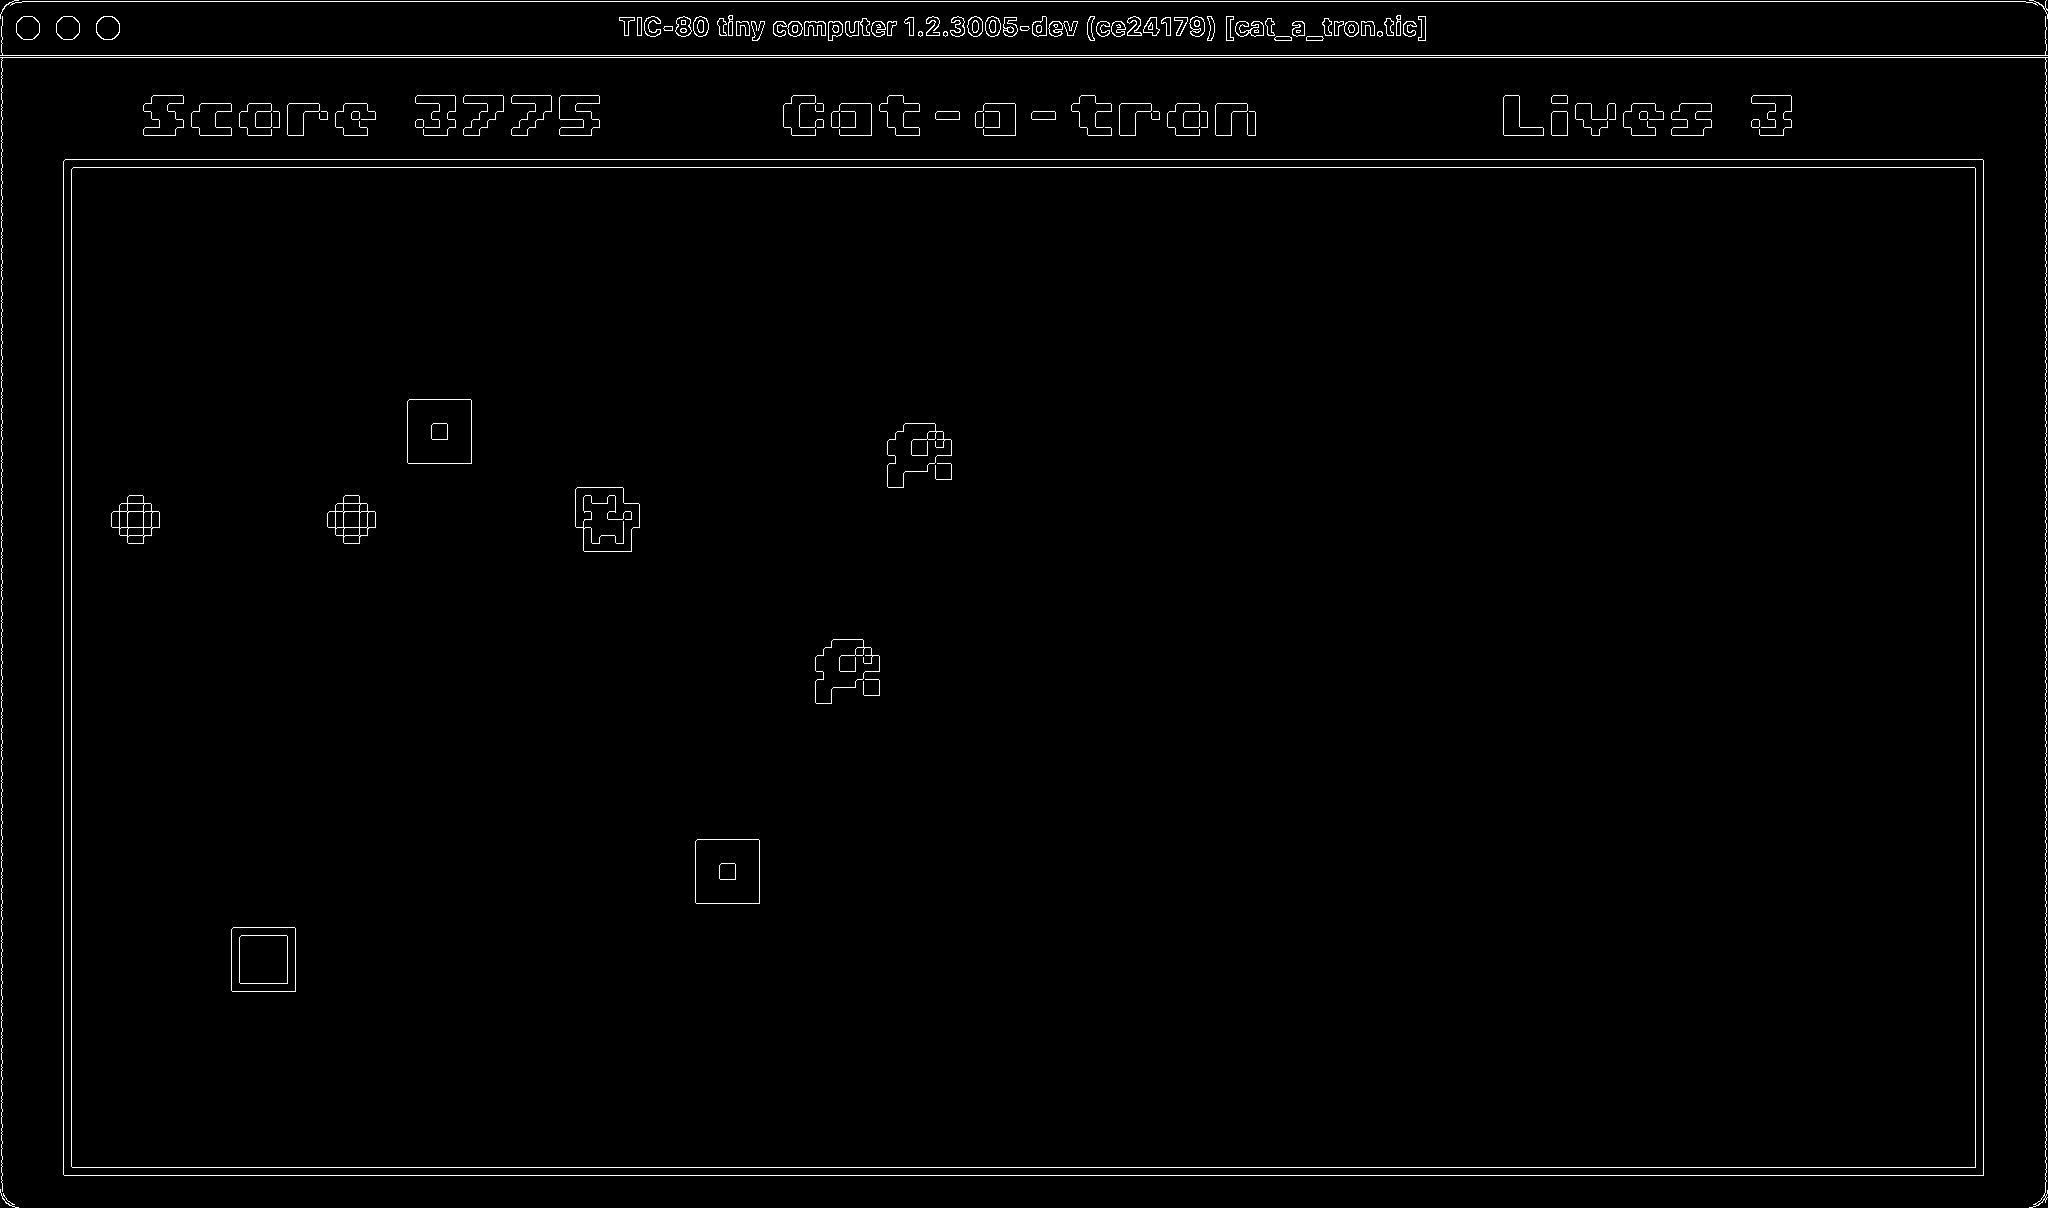 TIC-80 tiny computer 1.2.3005-dev (ce24179) [cat_a_tron.tic]
Score 3775 Cat-a-tron Lives 3